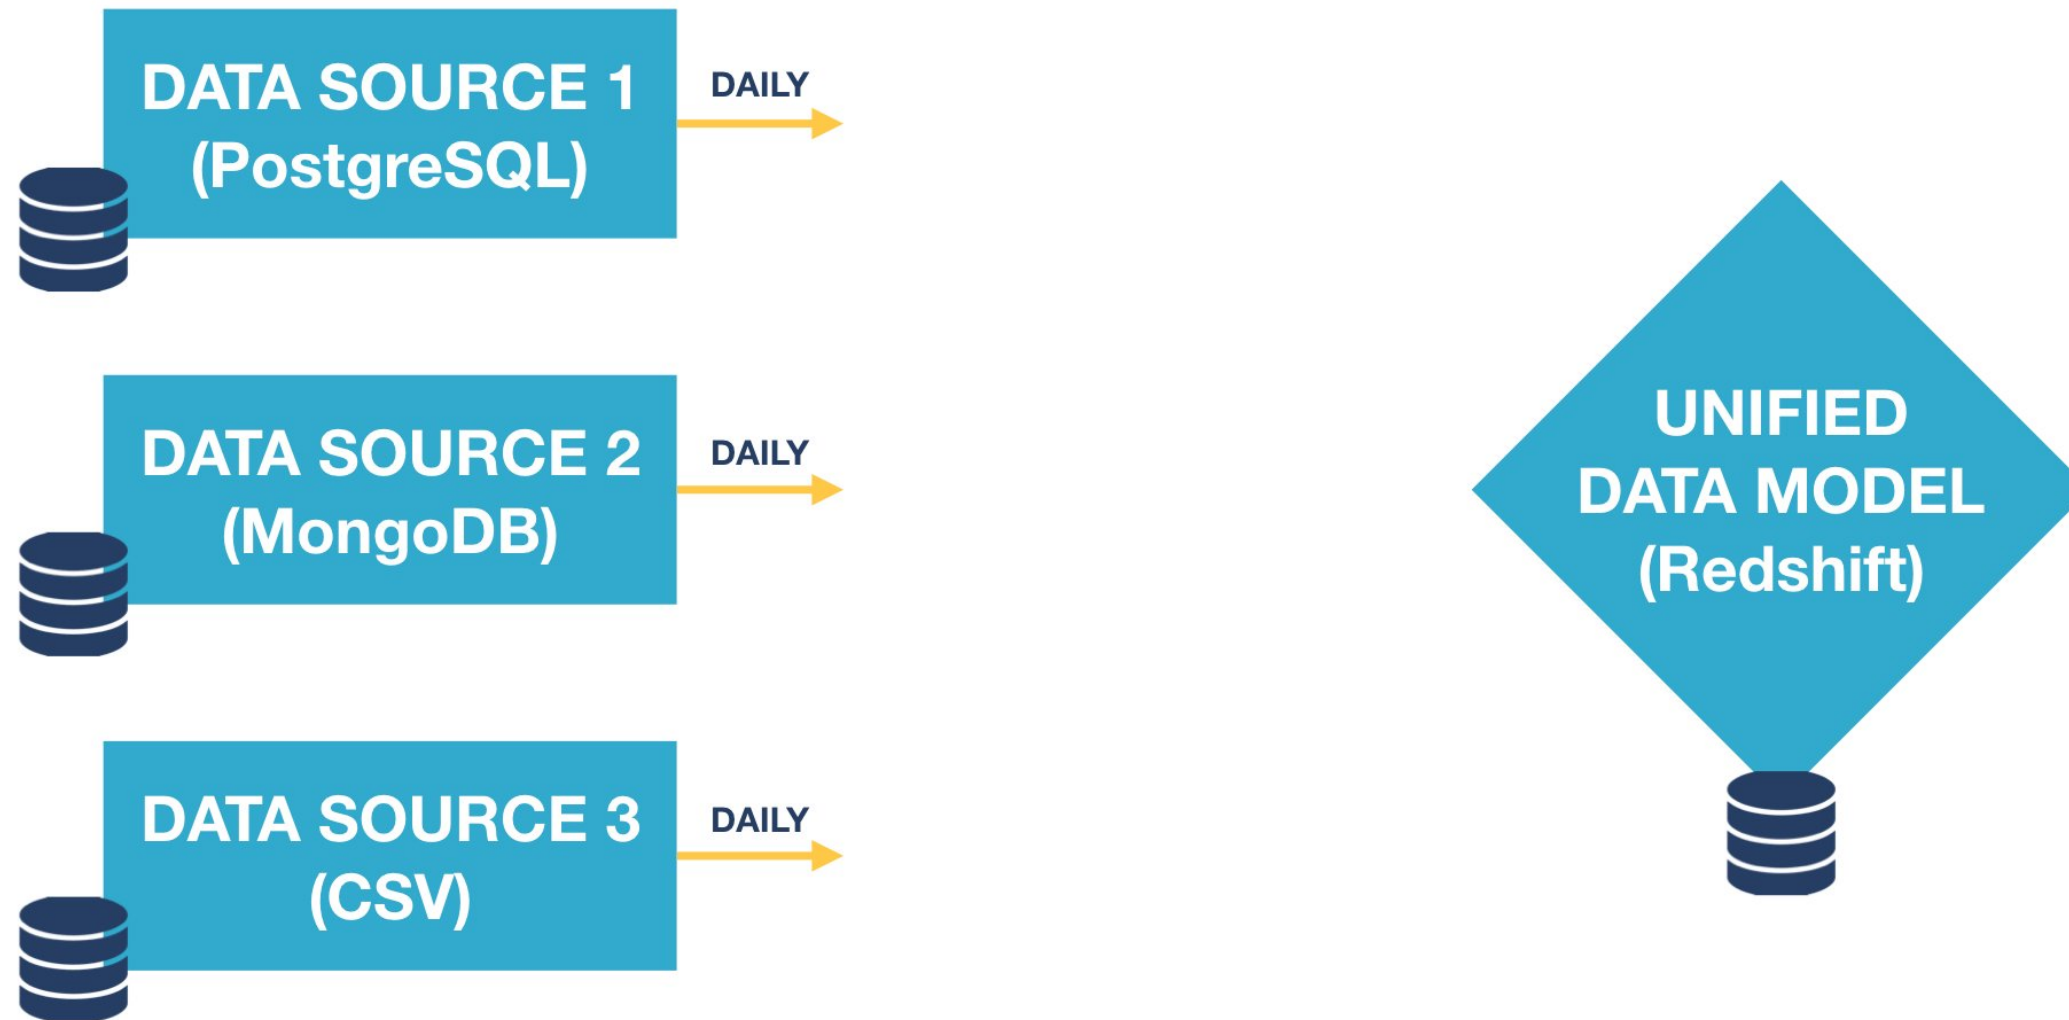 DATA SOURCE 1
(PostgreSQL)
DAILY
DATA SOURCE 2
(MongoDB)
DAILY
DATA SOURCE 3
(CSV)
DAILY
UNIFIED
DATA MODEL
(Redshift)